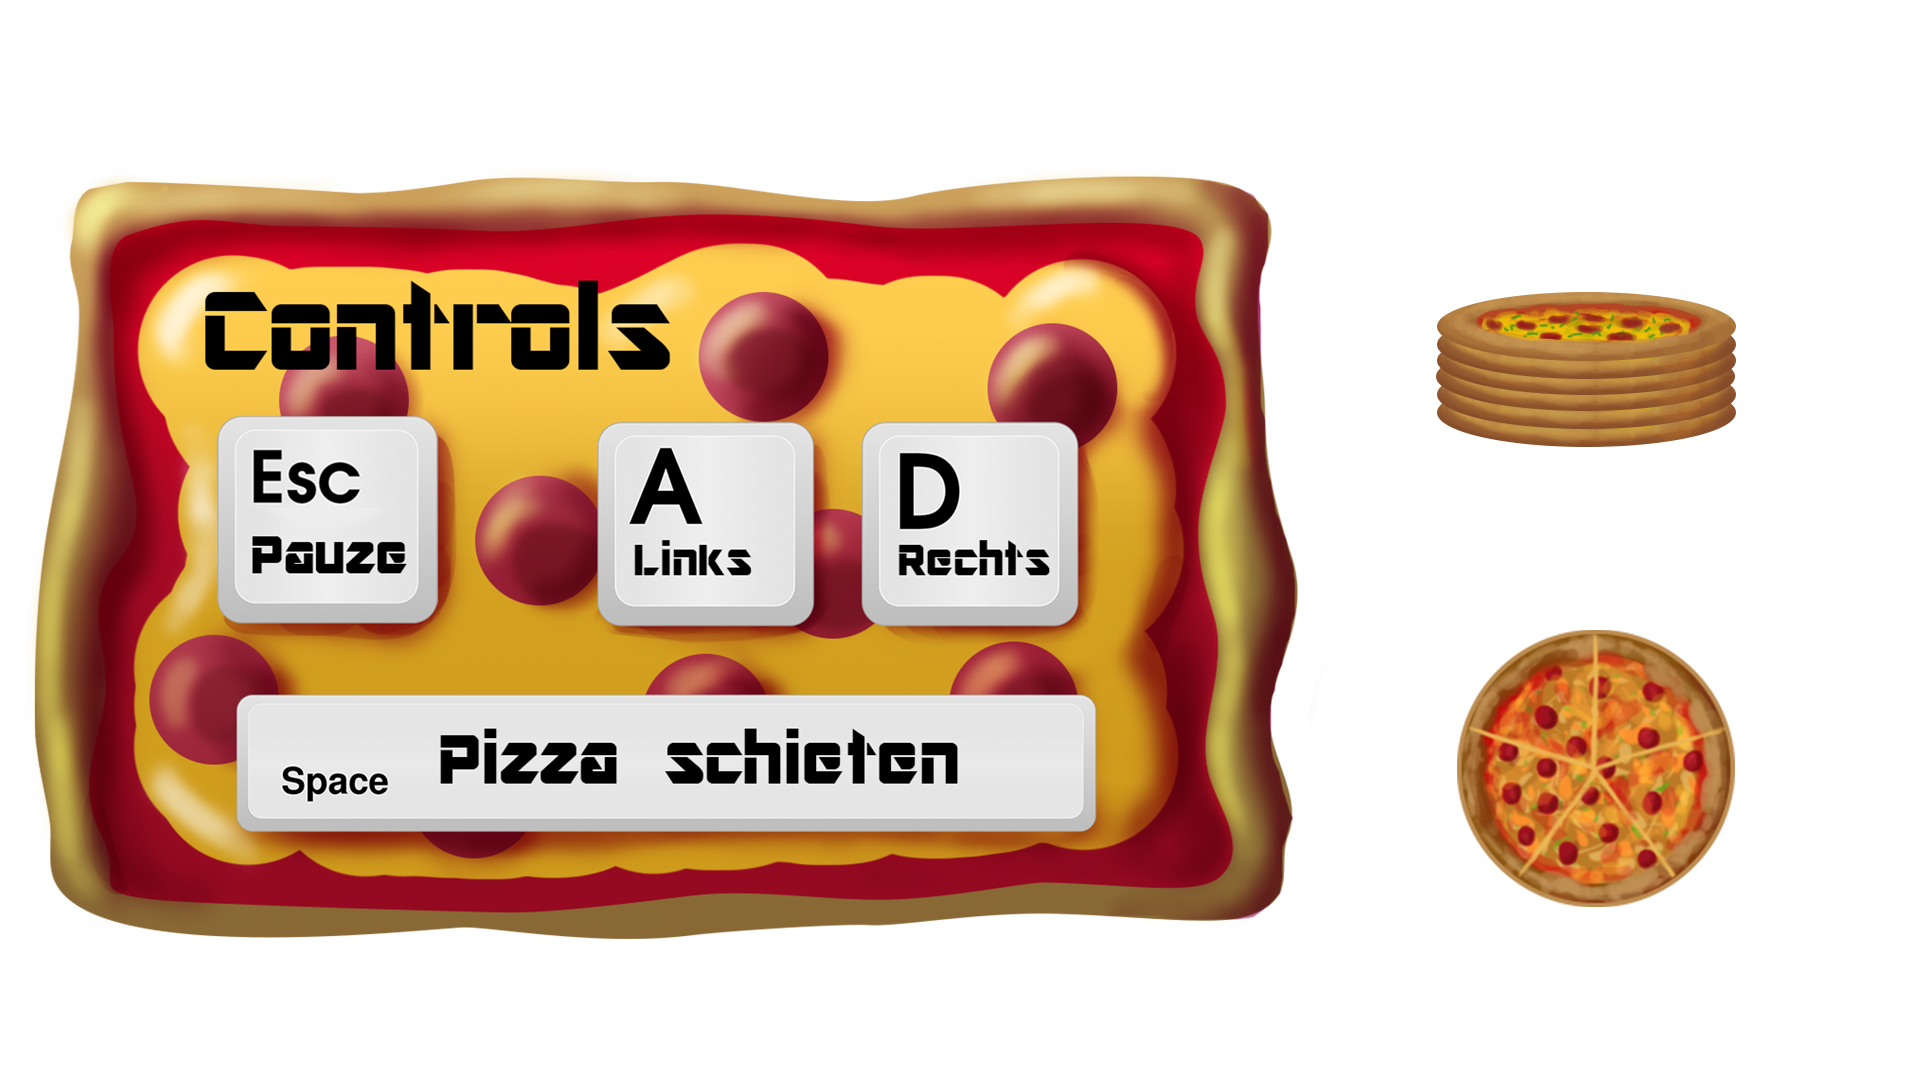 Controls
Esc
Pauze
A
Links
D
Rechts
Space
Pizza schieten